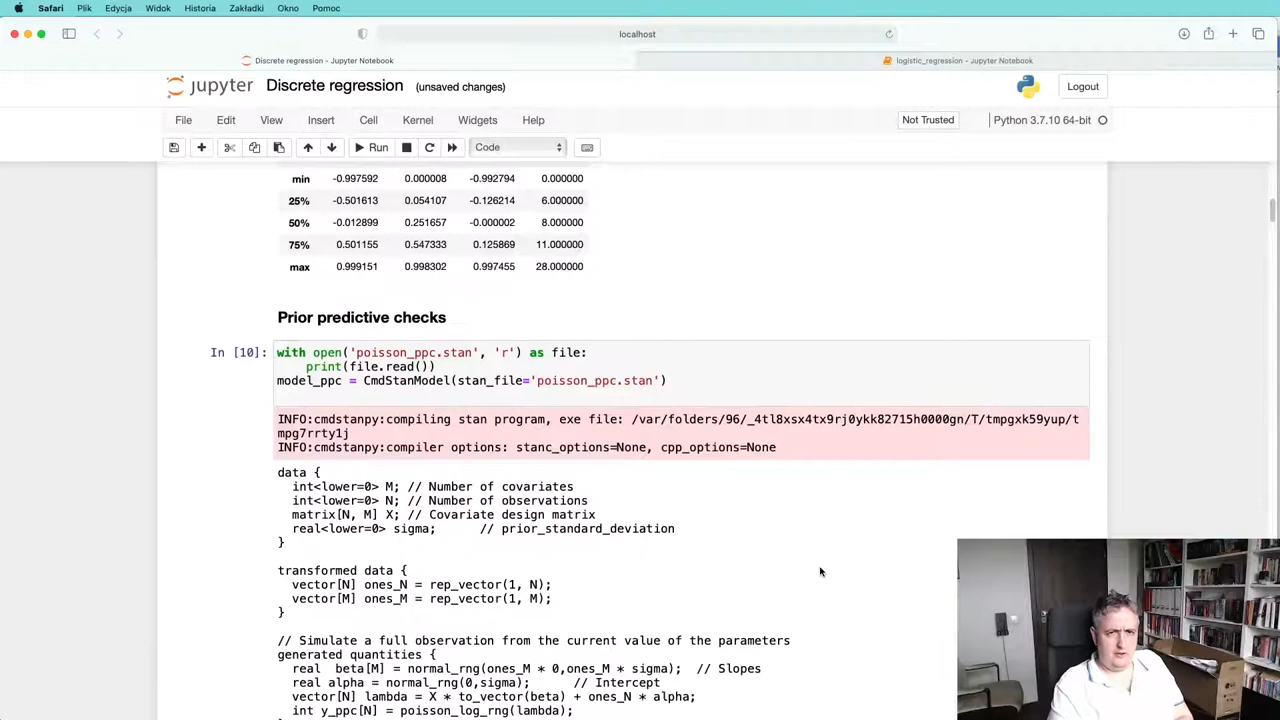 Safari Plik Edycja Widok Historia Zakładki Okno Pomoc
localhost
Discrete regression - Jupyter Notebook
logistic_regression - Jupyter Notebook
jupyter Discrete regression (unsaved changes)
Logout
File Edit View Insert Cell Kernel Widgets Help
Not Trusted
Python 3.7.10 64-bit
Run
Code
min -0.997592 0.000008 -0.992794 0.000000
25% -0.501613 0.054107 -0.126214 6.000000
50% -0.012899 0.251657 -0.000002 8.000000
75% 0.501155 0.547333 0.125869 11.000000
max 0.999151 0.998302 0.997455 28.000000
Prior predictive checks
In [10]: with open('poisson_ppc.stan', 'r') as file:
print(file.read())
model_ppc = CmdStanModel(stan_file='poisson_ppc.stan')
INFO:cmdstanpy:compiling stan program, exe file: /var/folders/96/_4tl8xsx4tx9rj0ykk82715h0000gn/T/tmpgxk59yup/t
mpg7rrty1j
INFO:cmdstanpy:compiler options: stanc_options=None, cpp_options=None
data {
int<lower=0> M; // Number of covariates
int<lower=0> N; // Number of observations
matrix[N, M] X; // Covariate design matrix
real<lower=0> sigma; // prior_standard_deviation
}
transformed data {
vector[N] ones_N = rep_vector(1, N);
vector[M] ones_M = rep_vector(1, M);
}
// Simulate a full observation from the current value of the parameters
generated quantities {
real beta[M] = normal_rng(ones_M * 0,ones_M * sigma); // Slopes
real alpha = normal_rng(0,sigma); // Intercept
vector[N] lambda = X * to_vector(beta) + ones_N * alpha;
int y_ppc[N] = poisson_log_rng(lambda);